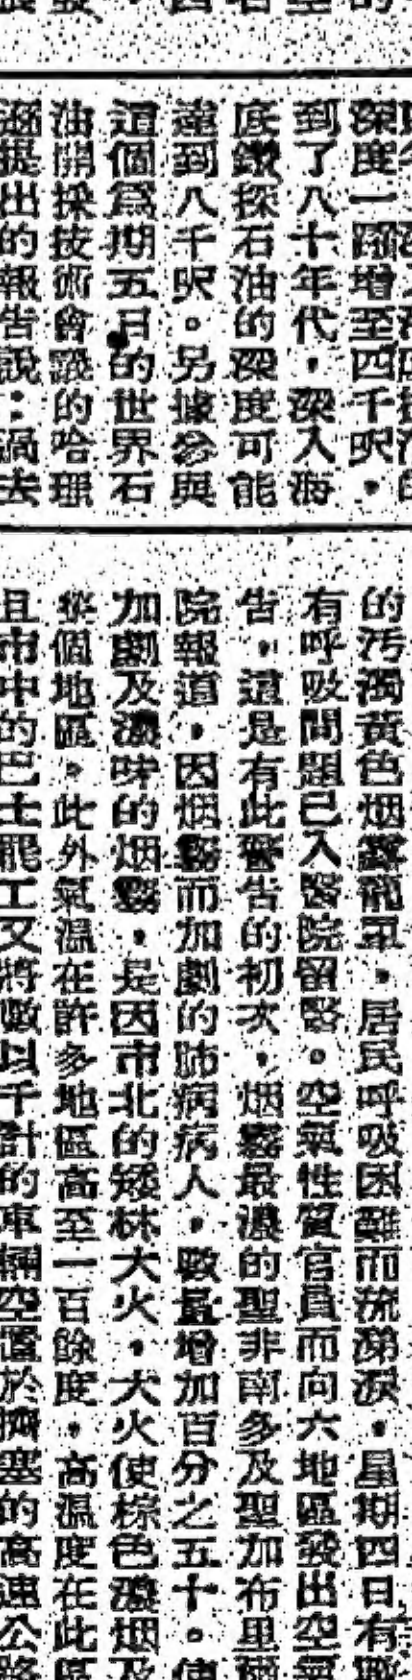 深度一躍增至四千呎，
到了八十年代，深入海
底鑽探石油的深度可能
達到八千呎。另據參與
這個為期五日的世界石
油開採技術會議的哈理
遜提出的報告說：過去
的污濁黃色烟霧籠罩，居民呼吸困難而流涕淚，星期四日有
有呼吸問題已入醫院留醫。空氣性質官員而向六地區發出空氣
告，這是有此警告的初次，烟霧最濃的聖非南多及聖加布里
院報道，因烟霧而加劇的肺病病人，數量增加百分之五十。使
加劇及濃味的烟霧，是因市北的矮林大火，大火使棕色濃烟及
整個地區。此外氣溫在許多地區高至一百餘度，高溫度在此區
且市中的巴士罷工又將數以千計的車輛空置於擠塞的高速公路